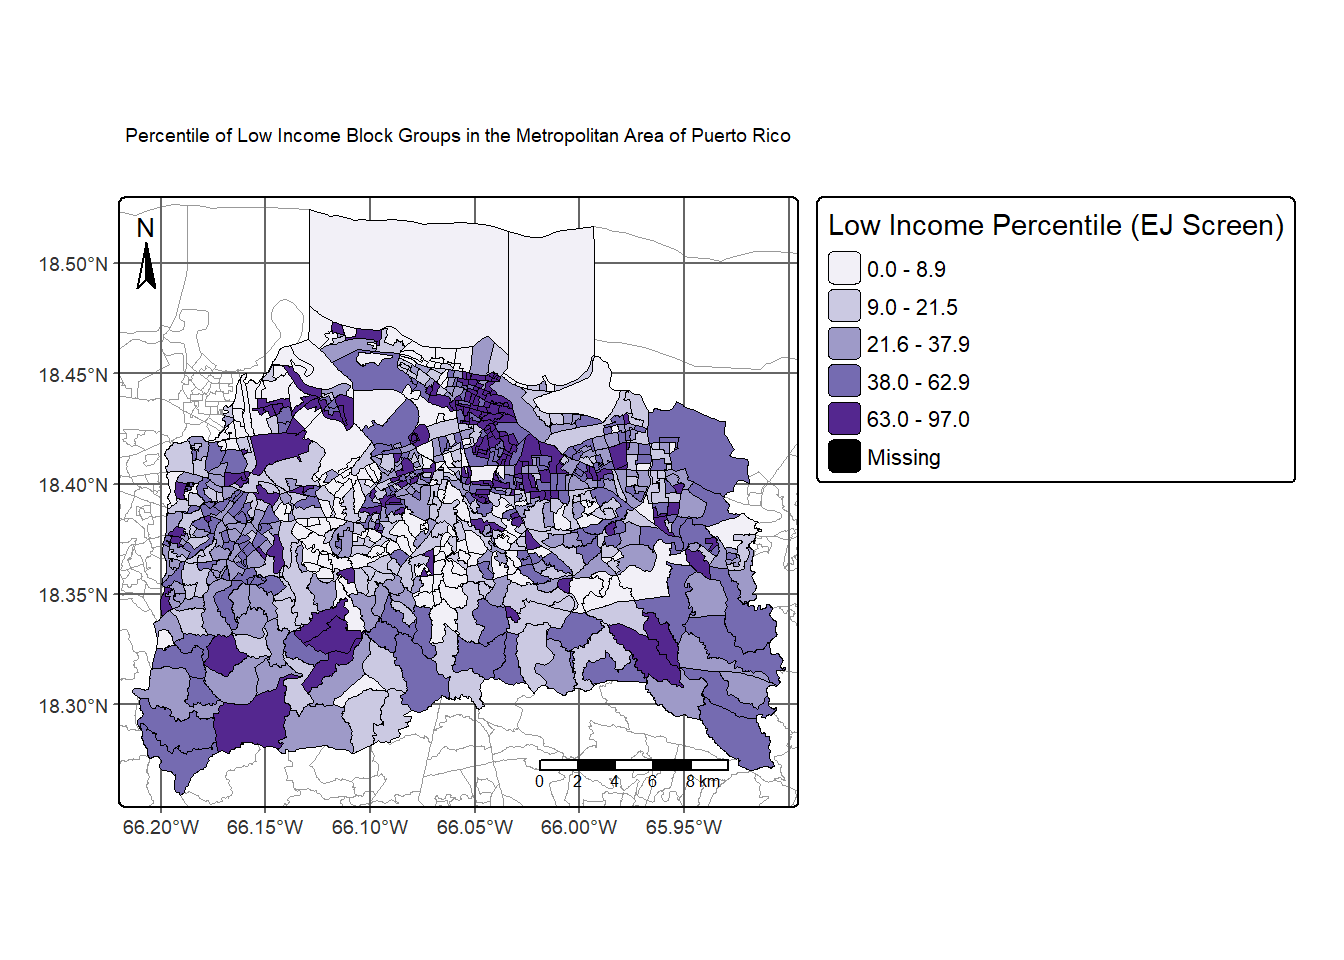 Percentile of Low Income Block Groups in the Metropolitan Area of Puerto Rico
N
18.50°N
18.45°N
18.40°N
18.35°N
18.30°N
0 2 4 6 8 km
66.20°W 66.15°W 66.10°W 66.05°W 66.00°W 65.95°W
Low Income Percentile (EJ Screen)
0.0 - 8.9
9.0 - 21.5
21.6 - 37.9
38.0 - 62.9
63.0 - 97.0
Missing